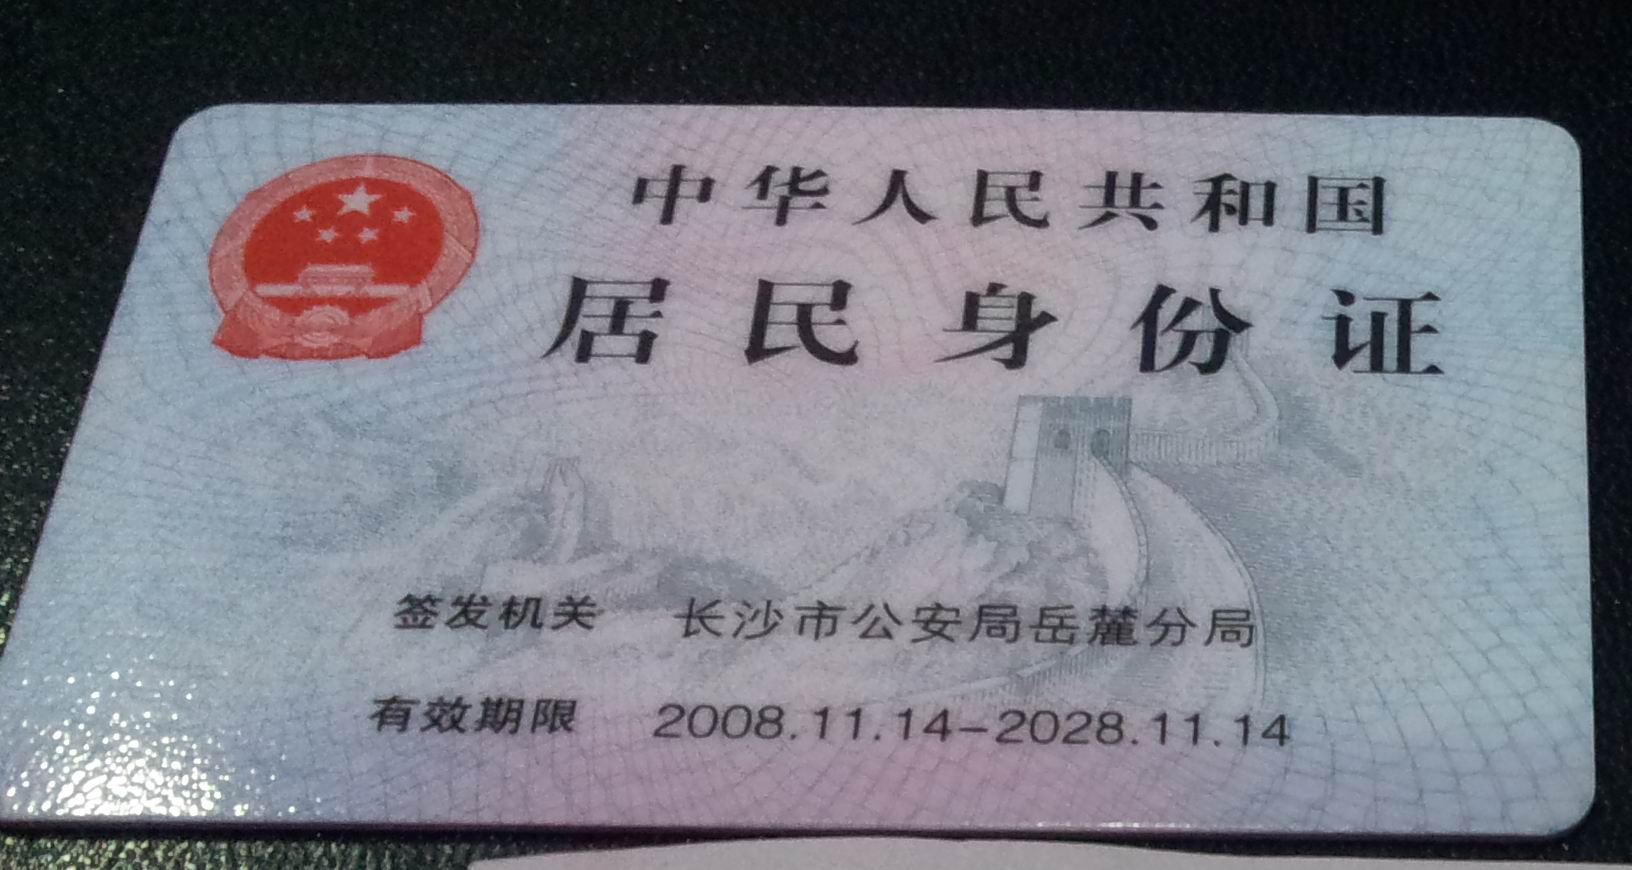 中华人民共和国
居民身份证
签发机关 长沙市公安局岳麓分局
有效期限 2008.11.14-2028.11.14